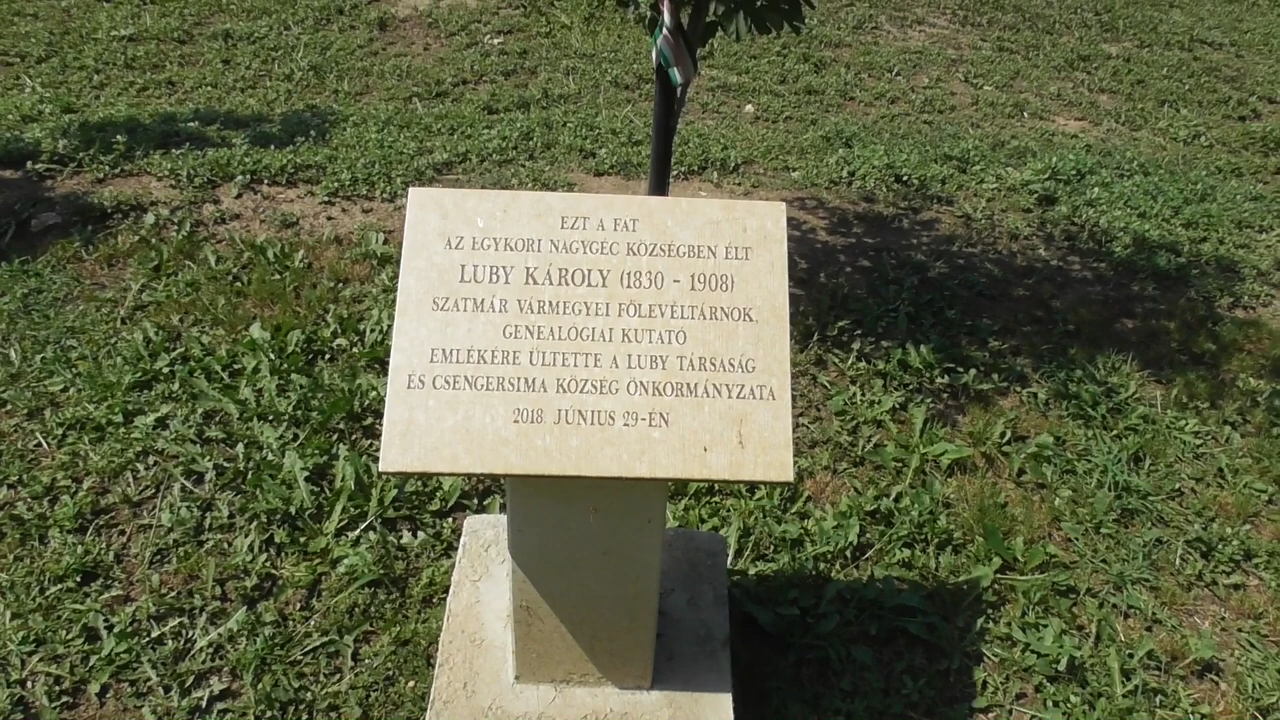 EZT A FÁT
AZ EGYKORI NAGYGÉC KÖZSÉGBEN ÉLT
LUBY KÁROLY (1830 - 1908)
SZATMÁR VÁRMEGYEI FŐLEVÉLTÁRNOK,
GENEALÓGIAI KUTATÓ
EMLÉKÉRE ÜLTETTE A LUBY TÁRSASÁG
ÉS CSENGERSIMA KÖZSÉG ÖNKORMÁNYZATA
2018. JÚNIUS 29-ÉN